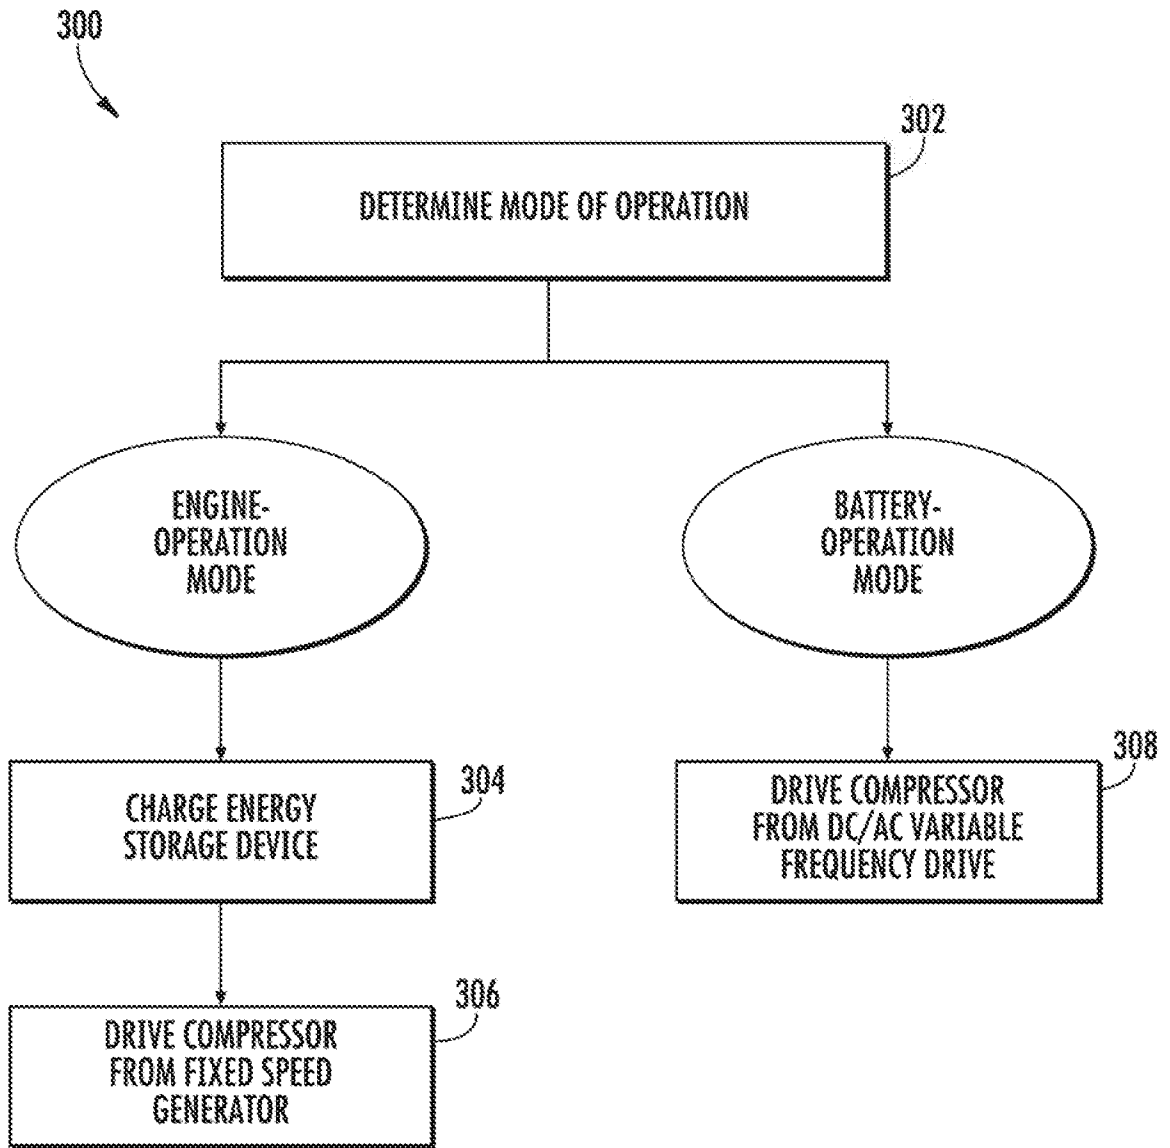 300
302
DETERMINE MODE OF OPERATION
ENGINE-
OPERATION
MODE
BATTERY-
OPERATION
MODE
304
CHARGE ENERGY
STORAGE DEVICE
308
DRIVE COMPRESSOR
FROM DC/AC VARIABLE
FREQUENCY DRIVE
306
DRIVE COMPRESSOR
FROM FIXED SPEED
GENERATOR